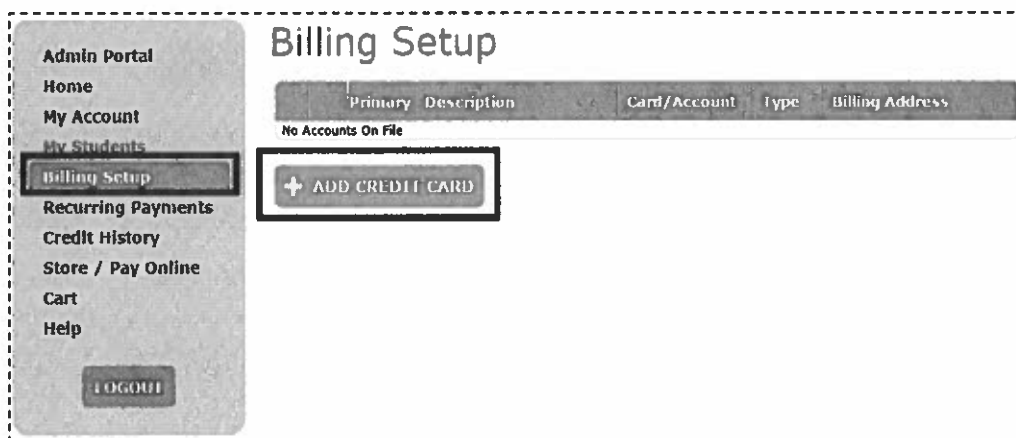 Admin Portal
Home
My Account
My Students
Billing Setup
Recurring Payments
Credit History
Store / Pay Online
Cart
Help
LOGOUT
Billing Setup
Primary Description Card/Account Type Billing Address
No Accounts On File
+ ADD CREDIT CARD